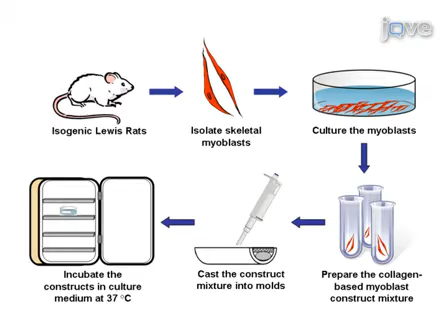 jove
Isogenic Lewis Rats
Isolate skeletal
myoblasts
Culture the myoblasts
Incubate the
constructs in culture
medium at 37 °C
Cast the construct
mixture into molds
Prepare the collagen-
based myoblast
construct mixture